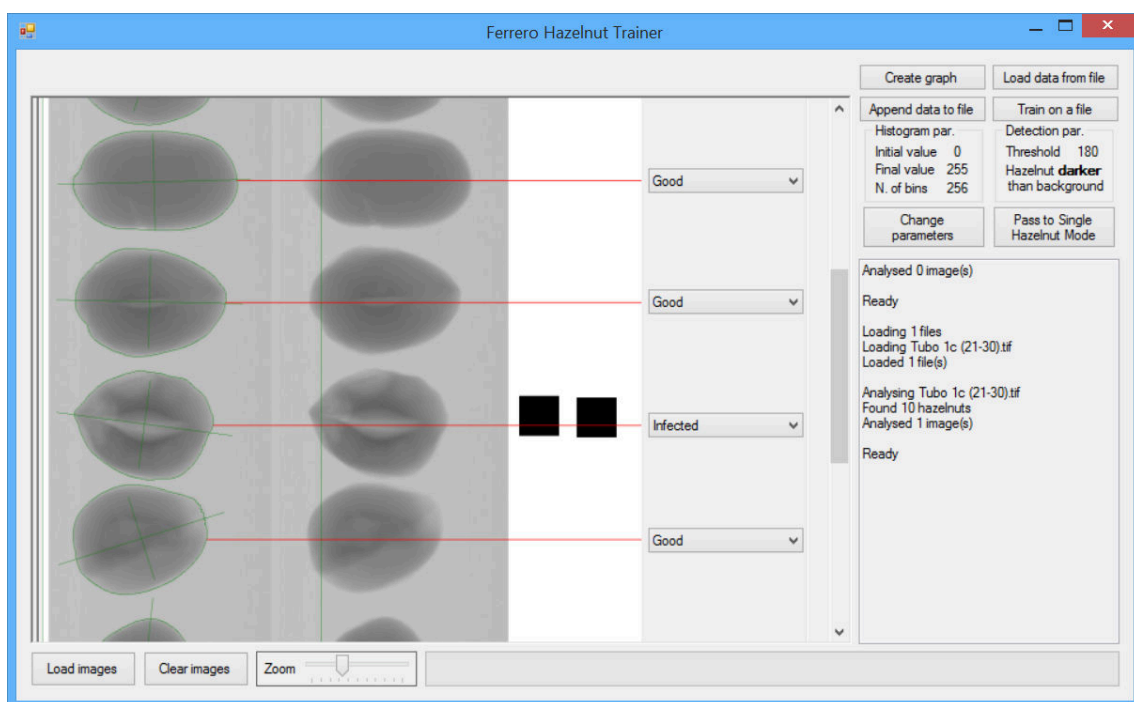 Ferrero Hazelnut Trainer
Create graph
Load data from file
Append data to file
Train on a file
Histogram par.
Initial value 0
Final value 255
N. of bins 256
Detection par.
Threshold 180
Hazelnut darker
than background
Change
parameters
Pass to Single
Hazelnut Mode
Good
Good
Infected
Good
Analysed 0 image(s)
Ready
Loading 1 files
Loading Tubo 1c (21-30).tif
Loaded 1 file(s)
Analysing Tubo 1c (21-30).tif
Found 10 hazelnuts
Analysed 1 image(s)
Ready
Load images
Clear images
Zoom